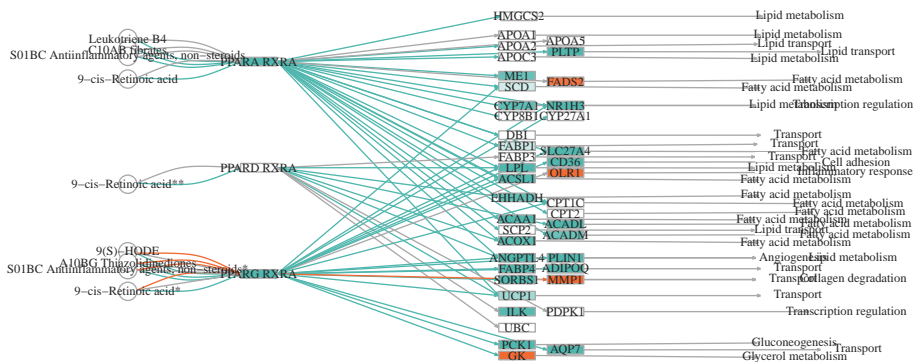 HMGCS2 Lipid metabolism
Leukotriene B4
C10AB fibrates
S01BC Antiinflammatory agents, non−steroids
9−cis−Retinoic acid
PPARA RXRA
APOA1 Lipid metabolism
APOA5
APOA2 Lipid transport
PLTP Lipid transport
APOC3 Lipid metabolism
ME1
FADS2 Fatty acid metabolism
SCD Fatty acid metabolism
CYP7A1 NR1H3 Lipid metabolism Transcription regulation
CYP8B1 CYP27A1
DBI Transport
FABP1 Transport
SLC27A4 Fatty acid metabolism
FABP3 Transport
CD36 Cell adhesion
LPL Lipid metabolism
OLR1 Inflammatory response
ACSL1 Fatty acid metabolism
PPARD RXRA
9−cis−Retinoic acid**
EHHADH Fatty acid metabolism
CPT1C Fatty acid metabolism
CPT2 Fatty acid metabolism
ACAA1 Fatty acid metabolism
ACADL Fatty acid metabolism
SCP2 Lipid transport
ACADM Fatty acid metabolism
ACOX1 Fatty acid metabolism
9(S)−HODE
A10BG Thiazolidinediones
S01BC Antiinflammatory agents, non−steroids*
9−cis−Retinoic acid*
PPARG RXRA
ANGPTL4 PLIN1 Angiogenesis Lipid metabolism
FABP4 ADIPOQ Transport
SORBS1 MMP1 Transport Collagen degradation
UCP1 Transport
ILK PDPK1 Transcription regulation
UBC
PCK1 Gluconeogenesis
AQP7 Transport
GK Glycerol metabolism